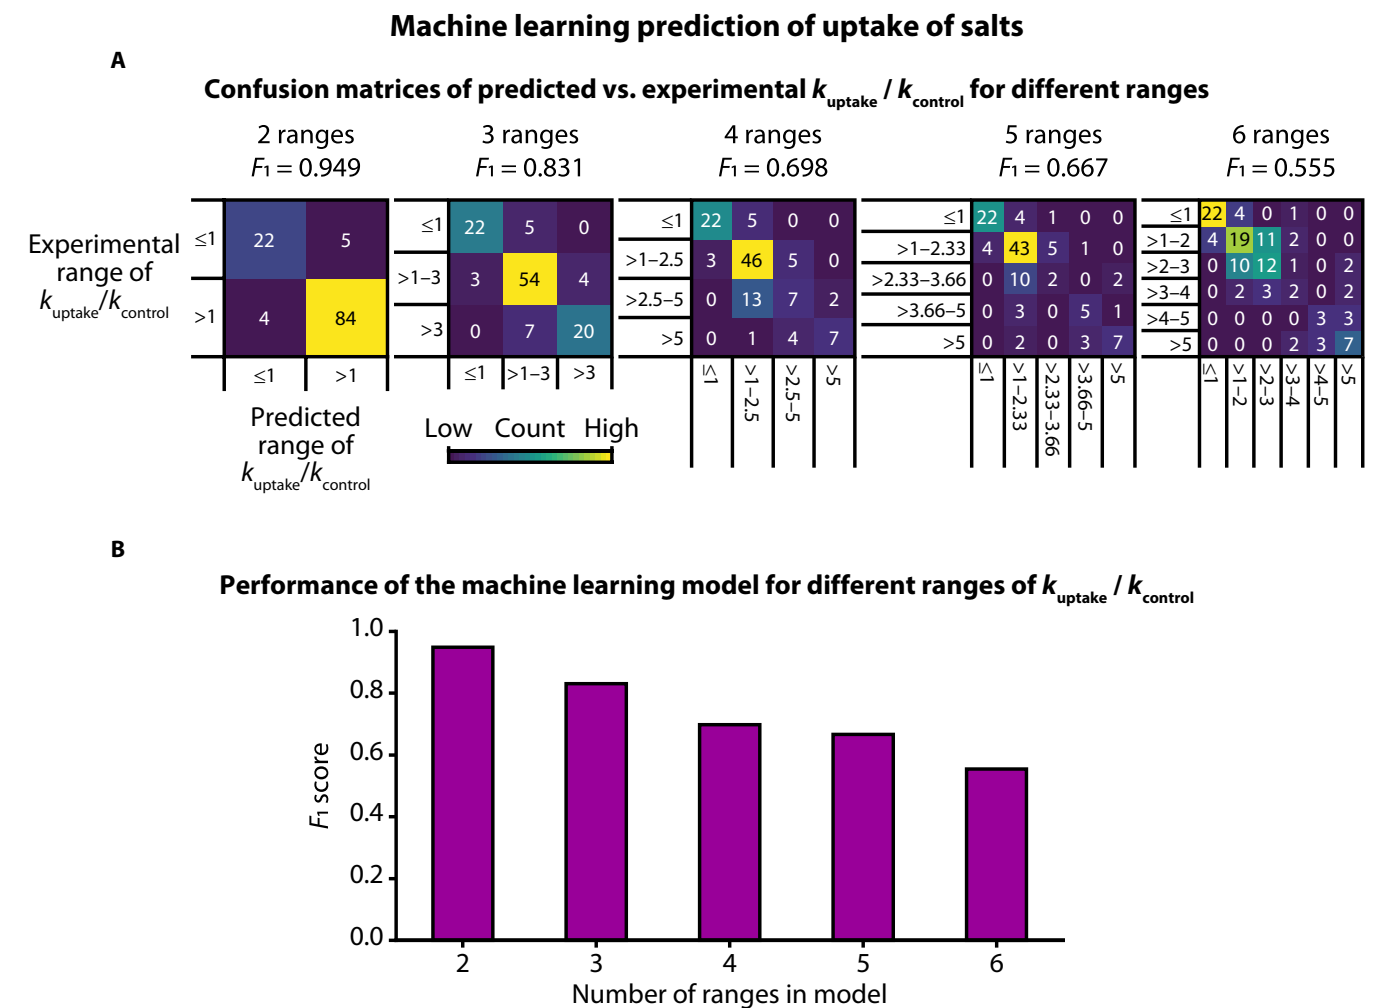 Machine learning prediction of uptake of salts
A
Confusion matrices of predicted vs. experimental kuptake / kcontrol for different ranges
2 ranges
F1 = 0.949
3 ranges
F1 = 0.831
4 ranges
F1 = 0.698
5 ranges
F1 = 0.667
6 ranges
F1 = 0.555
Experimental
range of
kuptake/kcontrol
≤1 22 5
>1 4 84
≤1 >1
Predicted
range of
kuptake/kcontrol
≤1 22 5 0
>1–3 3 54 4
>3 0 7 20
≤1 >1–3 >3
Low Count High
≤1 22 5 0 0
>1–2.5 3 46 5 0
>2.5–5 0 13 7 2
>5 0 1 4 7
≤1 >1–2.5 >2.5–5 >5
≤1 22 4 1 0 0
>1–2.33 4 43 5 1 0
>2.33–3.66 0 10 2 0 2
>3.66–5 0 3 0 5 1
>5 0 2 0 3 7
≤1 >1–2.33 >2.33–3.66 >3.66–5 >5
≤1 22 4 0 1 0 0
>1–2 4 19 11 2 0 0
>2–3 0 10 12 1 0 2
>3–4 0 2 3 2 0 2
>4–5 0 0 0 0 3 3
>5 0 0 0 2 3 7
≤1 >1–2 >2–3 >3–4 >4–5 >5
B
Performance of the machine learning model for different ranges of kuptake / kcontrol
F1 score
1.0
0.8
0.6
0.4
0.2
0.0
2 3 4 5 6
Number of ranges in model